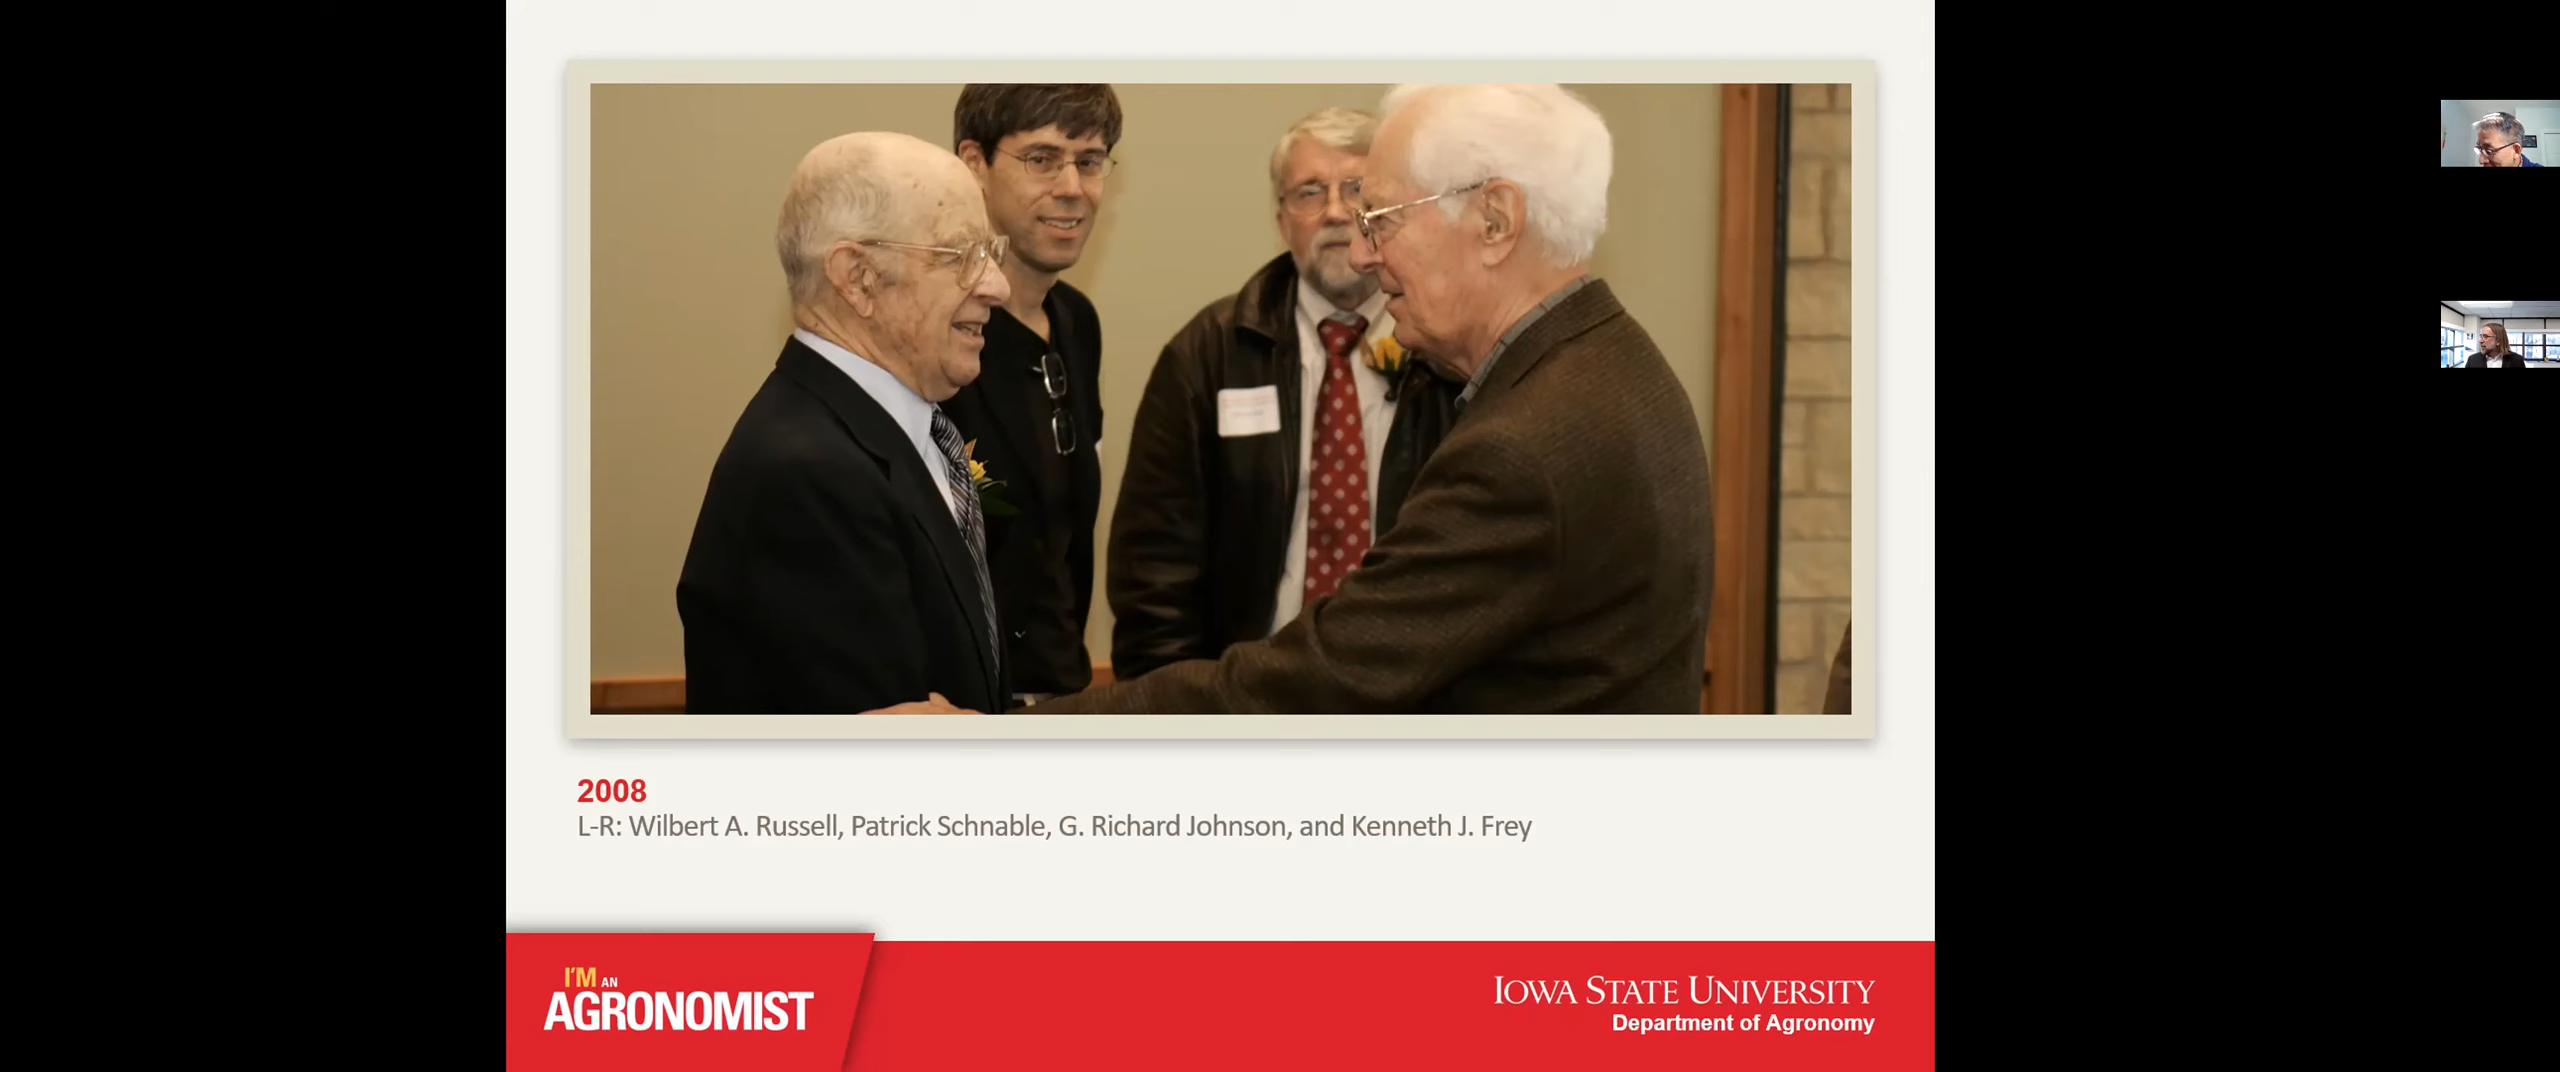 2008
L-R: Wilbert A. Russell, Patrick Schnable, G. Richard Johnson, and Kenneth J. Frey
I'M AN
AGRONOMIST
IOWA STATE UNIVERSITY
Department of Agronomy